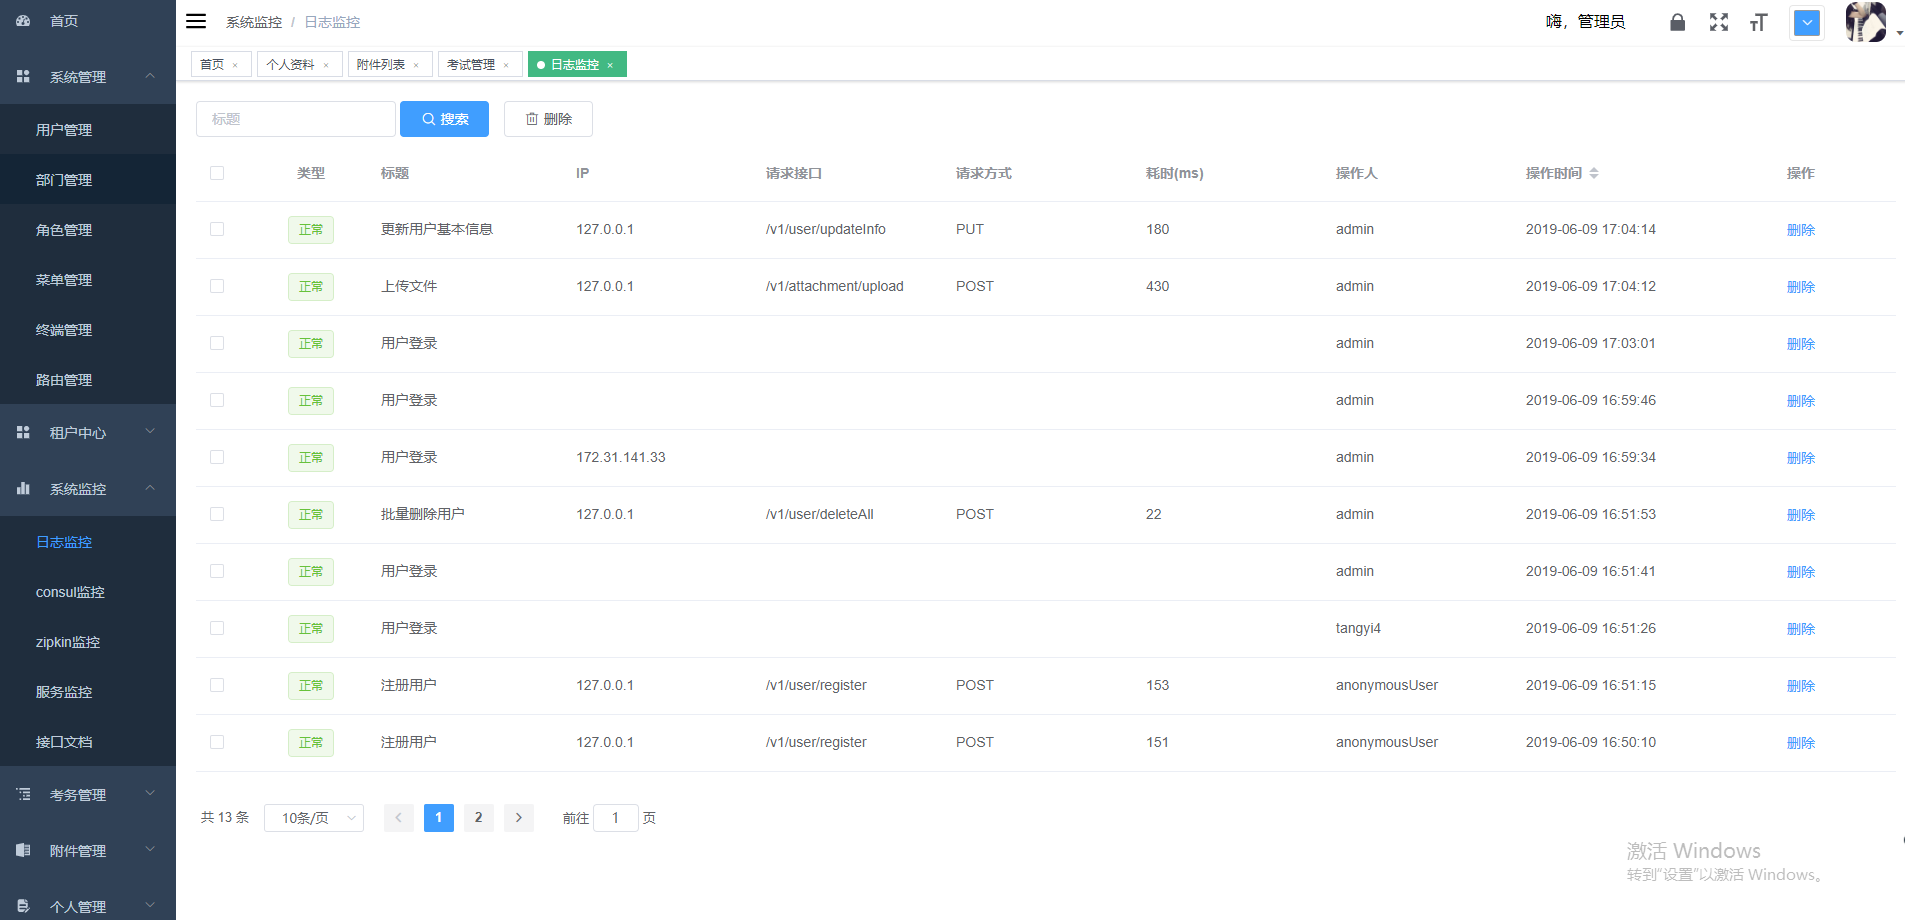 首页
系统管理
用户管理
部门管理
角色管理
菜单管理
终端管理
路由管理
租户中心
系统监控
日志监控
consul监控
zipkin监控
服务监控
接口文档
考务管理
附件管理
个人管理
系统监控 / 日志监控
嗨，管理员
首页 × 个人资料 × 附件列表 × 考试管理 × 日志监控 ×
标题 搜索 删除
类型 标题 IP 请求接口 请求方式 耗时(ms) 操作人 操作时间 操作
正常 更新用户基本信息 127.0.0.1 /v1/user/updateInfo PUT 180 admin 2019-06-09 17:04:14 删除
正常 上传文件 127.0.0.1 /v1/attachment/upload POST 430 admin 2019-06-09 17:04:12 删除
正常 用户登录 admin 2019-06-09 17:03:01 删除
正常 用户登录 admin 2019-06-09 16:59:46 删除
正常 用户登录 172.31.141.33 admin 2019-06-09 16:59:34 删除
正常 批量删除用户 127.0.0.1 /v1/user/deleteAll POST 22 admin 2019-06-09 16:51:53 删除
正常 用户登录 admin 2019-06-09 16:51:41 删除
正常 用户登录 tangyi4 2019-06-09 16:51:26 删除
正常 注册用户 127.0.0.1 /v1/user/register POST 153 anonymousUser 2019-06-09 16:51:15 删除
正常 注册用户 127.0.0.1 /v1/user/register POST 151 anonymousUser 2019-06-09 16:50:10 删除
共 13 条 10条/页 1 2 前往 1 页
激活 Windows
转到“设置”以激活 Windows。